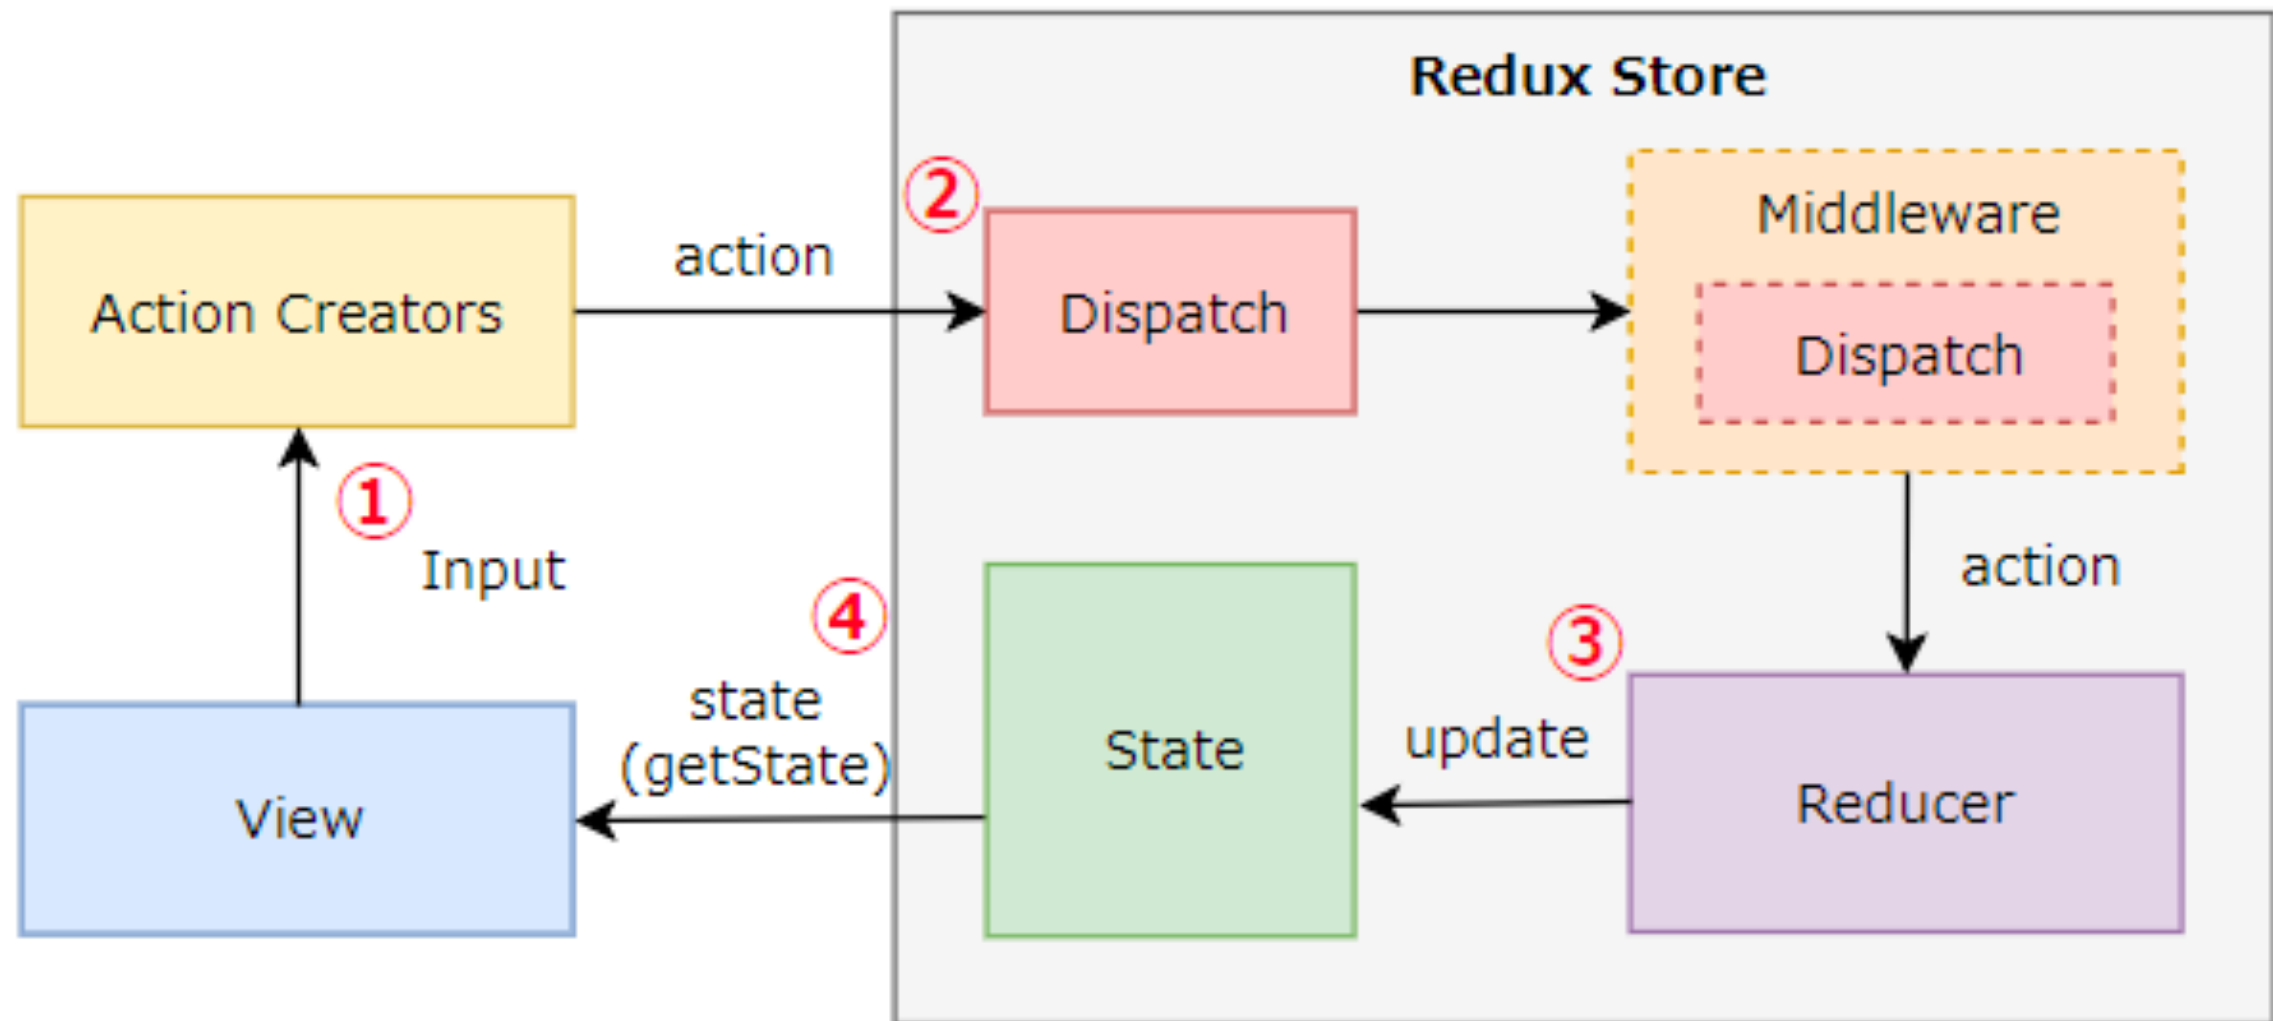 Redux Store
②
Middleware
Action Creators
action
Dispatch
Dispatch
①
Input
action
④
③
state
(getState)
State
update
View
Reducer